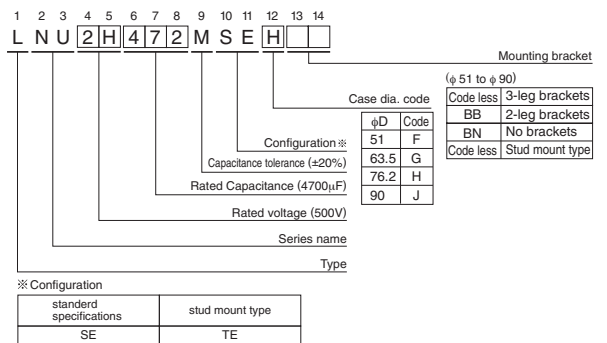 1 2 3 4 5 6 7 8 9 10 11 12 13 14
L N U 2 H 4 7 2 M S E H
Mounting bracket
(φ 51 to φ 90)
Code less 3-leg brackets
BB 2-leg brackets
BN No brackets
Code less Stud mount type
Case dia. code
φD Code
51 F
63.5 G
76.2 H
90 J
Configuration※
Capacitance tolerance (±20%)
Rated Capacitance (4700µF)
Rated voltage (500V)
Series name
Type
※Configuration
standerd specifications stud mount type
SE TE